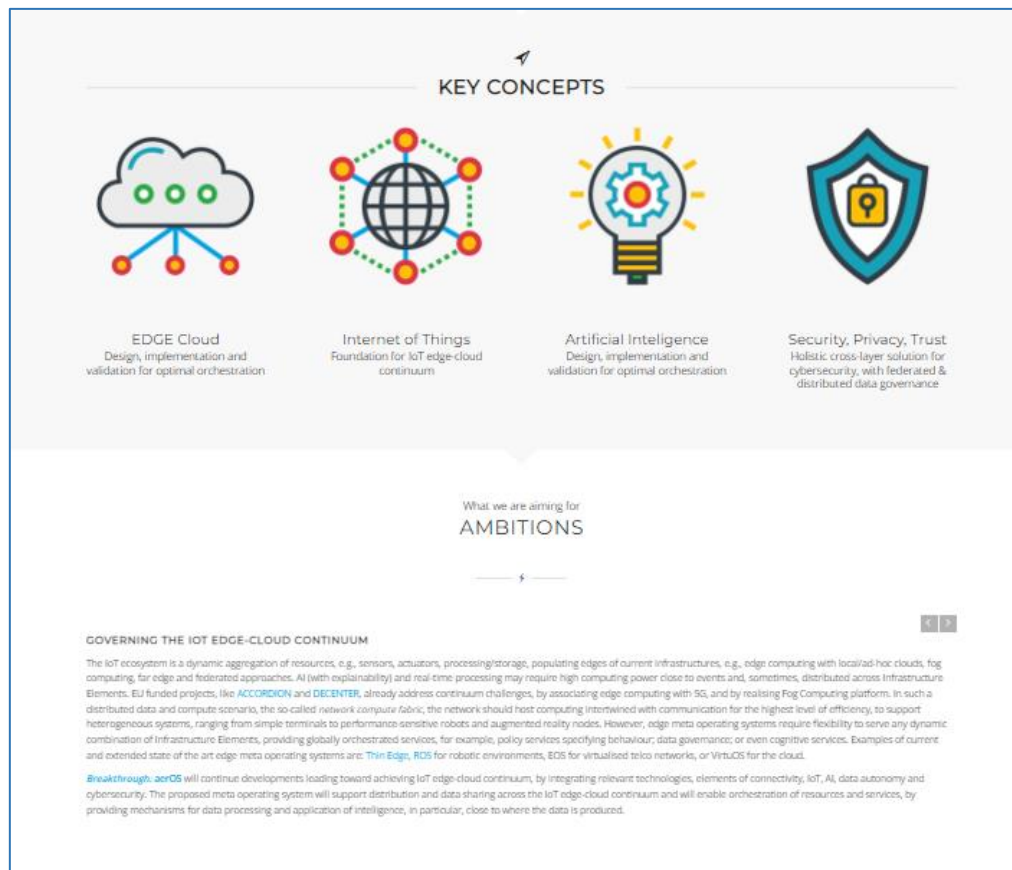 KEY CONCEPTS
EDGE Cloud
Design, implementation and
validation for optimal orchestration
Internet of Things
Foundation for IoT edge-cloud
continuum
Artificial Inteligence
Design, implementation and
validation for optimal orchestration
Security, Privacy, Trust
Holistic cross-layer solution for
cybersecurity, with federated &
distributed data governance
What we are aiming for
AMBITIONS
GOVERNING THE IOT EDGE-CLOUD CONTINUUM
The IoT ecosystem is a dynamic aggregation of resources, e.g., sensors, actuators, processing/storage, populating edges of current infrastructures, e.g., edge computing with local/ad-hoc clouds, fog
computing, far edge and federated approaches. AI (with explainability) and real-time processing may require high computing power close to events and, sometimes, distributed across Infrastructure
Elements. EU funded projects, like ACCORDION and DECENTER, already address continuum challenges, by associating edge computing with 5G, and by realising Fog Computing platform. In such a
distributed data and compute scenario, the so-called network compute fabric, the network should host computing intertwined with communication for the highest level of efficiency, to support
heterogeneous systems, ranging from simple terminals to performance-sensitive robots and augmented reality nodes. However, edge meta operating systems require flexibility to serve any dynamic
combination of Infrastructure Elements, providing globally orchestrated services, for example, policy services specifying behaviour; data governance; or even cognitive services. Examples of current
and extended state of the art edge meta operating systems are: Thin Edge, ROS for robotic environments, EOS for virtualised telco networks, or VirtuOS for the cloud.
Breakthrough: aerOS will continue developments leading toward achieving IoT edge-cloud continuum, by integrating relevant technologies, elements of connectivity, IoT, AI, data autonomy and
cybersecurity. The proposed meta operating system will support distribution and data sharing across the IoT edge-cloud continuum and will enable orchestration of resources and services, by
providing mechanisms for data processing and application of intelligence, in particular, close to where the data is produced.